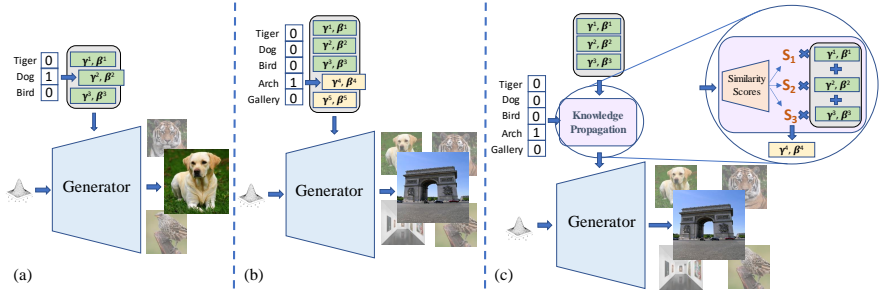 Tiger 0
Dog 1
Bird 0
γ¹, β¹
γ², β²
γ³, β³
Generator
(a)
Tiger 0
Dog 0
Bird 0
Arch 1
Gallery 0
γ¹, β¹
γ², β²
γ³, β³
γ⁴, β⁴
γ⁵, β⁵
Generator
(b)
γ¹, β¹
γ², β²
γ³, β³
Tiger 0
Dog 0
Bird 0
Arch 1
Gallery 0
Knowledge
Propagation
Similarity
Scores
S₁
S₂
S₃
γ¹, β¹
γ², β²
γ³, β³
γ⁴, β⁴
Generator
(c)